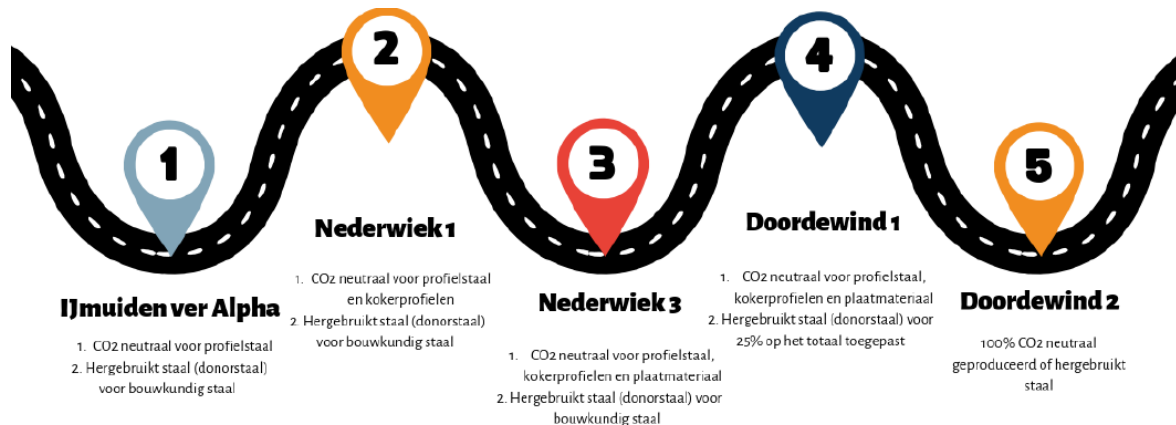 1
IJmuiden ver Alpha
1. CO2 neutraal voor profielstaal
2. Hergebruikt staal (donorstaal)
voor bouwkundig staal
2
Nederwiek 1
1. CO2 neutraal voor profielstaal
en kokerprofielen
2. Hergebruikt staal (donorstaal)
voor bouwkundig staal
3
Nederwiek 3
1. CO2 neutraal voor profielstaal,
kokerprofielen en plaatmateriaal
2. Hergebruikt staal (donorstaal) voor
bouwkundig staal
4
Doordewind 1
1. CO2 neutraal voor profielstaal,
kokerprofielen en plaatmateriaal
2. Hergebruikt staal (donorstaal) voor
25% op het totaal toegepast
5
Doordewind 2
100% CO2 neutraal
geproduceerd of hergebruikt
staal